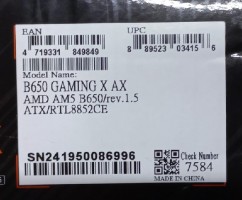 EAN
UPC
4 719331 849849
8 89523 03415 6
Model Name:
B650 GAMING X AX
AMD AM5 B650/rev.1.5
ATX/RTL8852CE
SN241950086996
Check Number
7584
MADE IN CHINA